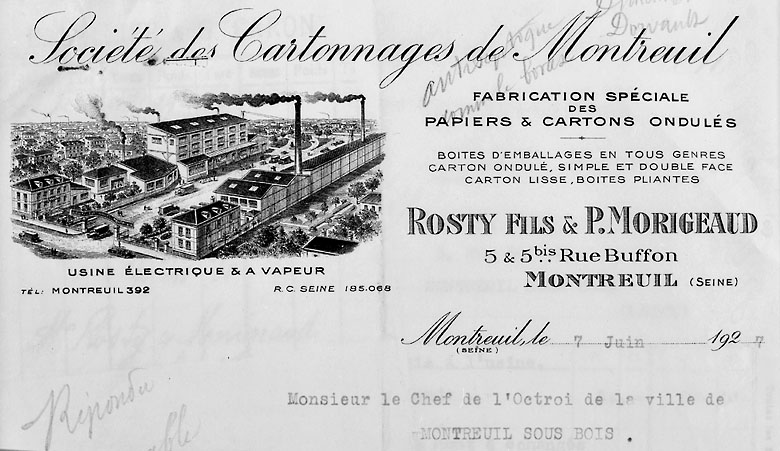 Société des Cartonnages de Montreuil
FABRICATION SPÉCIALE
DES
PAPIERS & CARTONS ONDULÉS
BOITES D'EMBALLAGES EN TOUS GENRES
CARTON ONDULÉ, SIMPLE ET DOUBLE FACE
CARTON LISSE, BOITES PLIANTES
ROSTY FILS & P. MORIGEAUD
5 & 5bis Rue BUFFON
MONTREUIL (SEINE)
USINE ÉLECTRIQUE & A VAPEUR
TÉL: MONTREUIL 392 R.C. SEINE 185.068
Montreuil, le 7 Juin 1927
(SEINE)
Monsieur le Chef de l'Octroi de la ville de
MONTREUIL SOUS BOIS .
Répondu